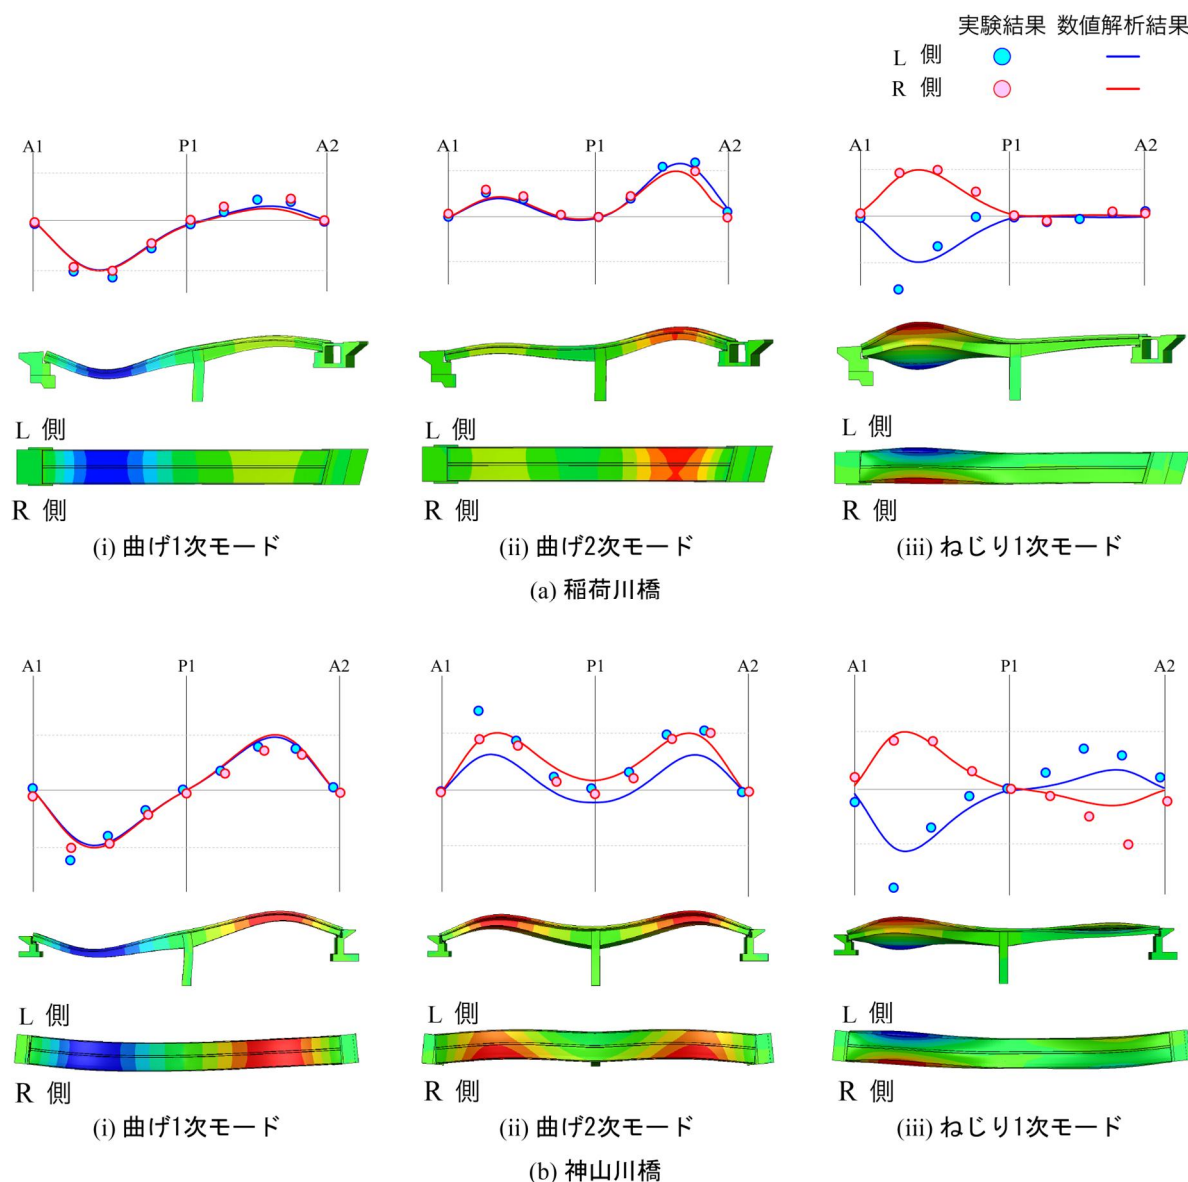 実験結果 数値解析結果
L 側
R 側
A1 P1 A2 A1 P1 A2 A1 P1 A2
L 側 L 側 L 側
R 側 R 側 R 側
(i) 曲げ1次モード (ii) 曲げ2次モード (iii) ねじり1次モード
(a) 稲荷川橋
A1 P1 A2 A1 P1 A2 A1 P1 A2
L 側 L 側 L 側
R 側 R 側 R 側
(i) 曲げ1次モード (ii) 曲げ2次モード (iii) ねじり1次モード
(b) 神山川橋